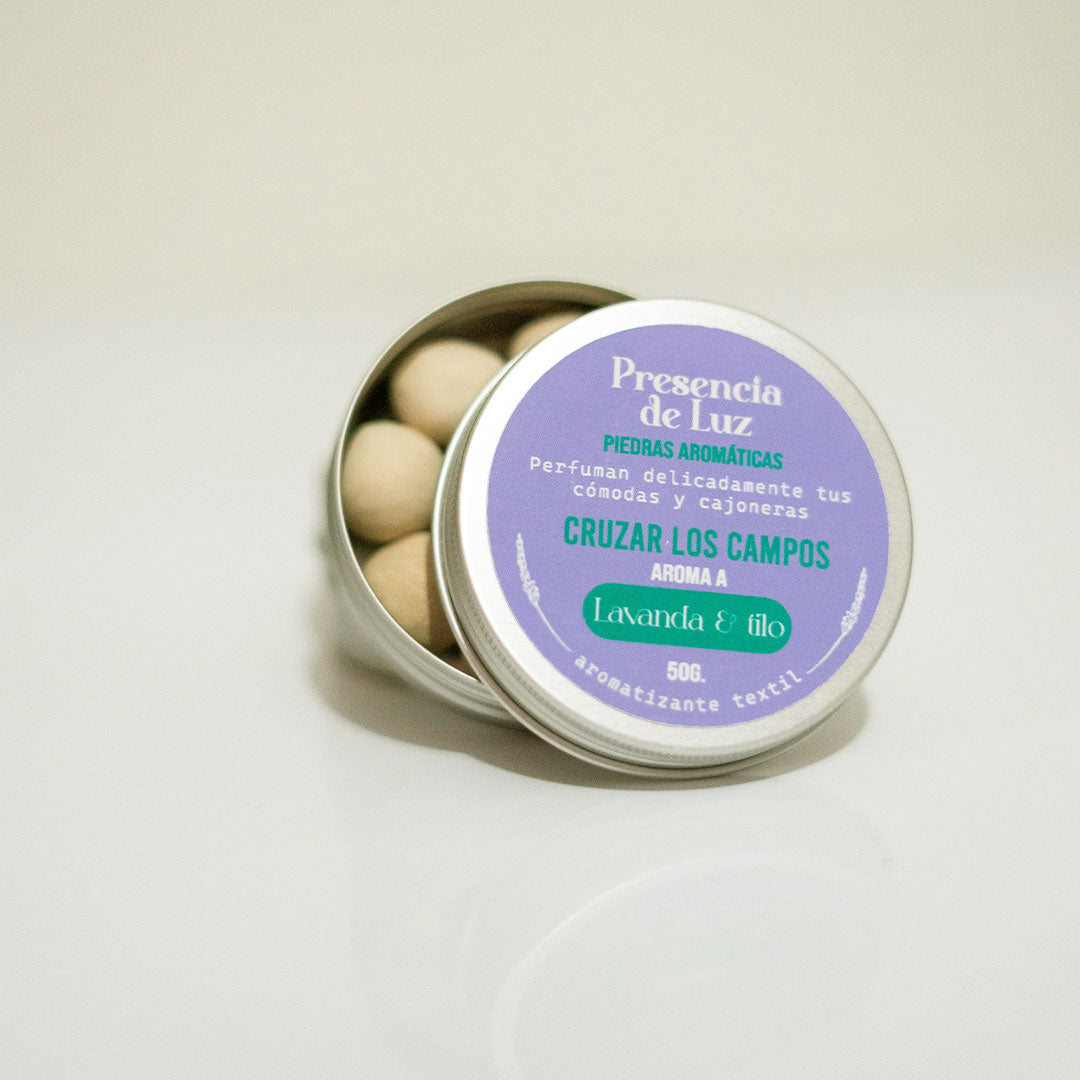 Presencia
de Luz
PIEDRAS AROMÁTICAS
Perfuman delicadamente tus
cómodas y cajoneras
CRUZAR LOS CAMPOS
AROMA A
Lavanda & tilo
50G.
aromatizante textil